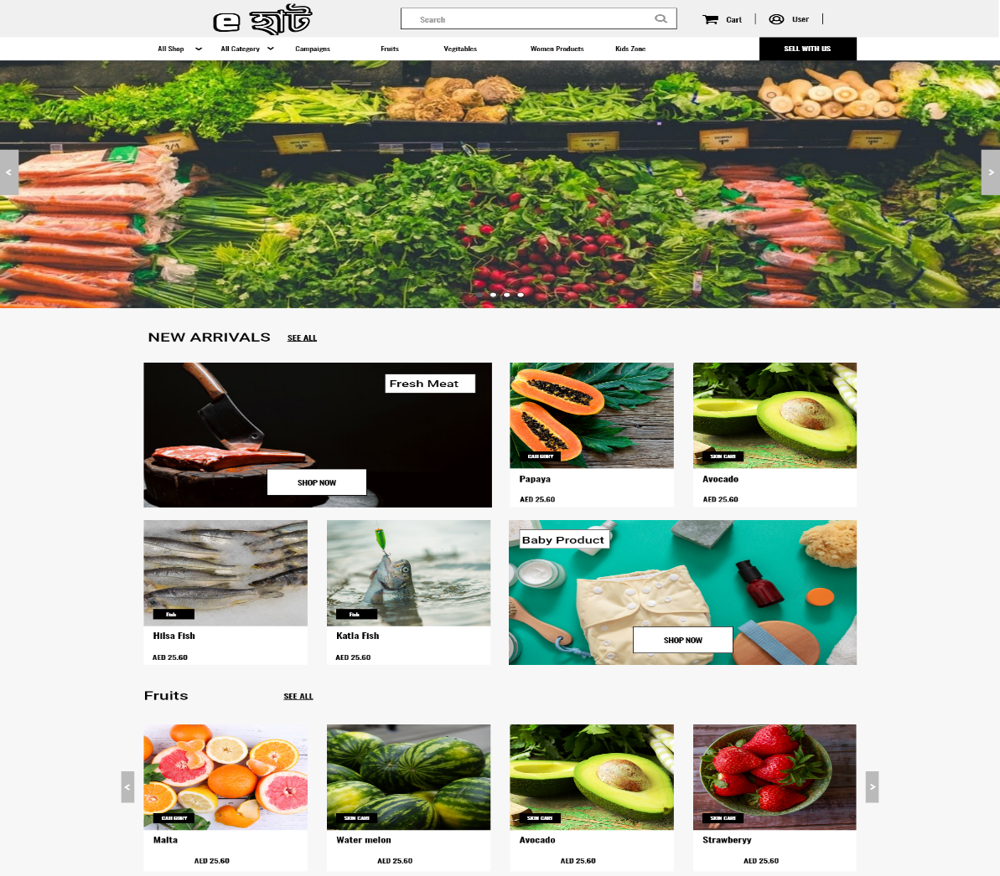 e হাট
Search
Cart
User
All Shop
All Category
Campaigns
Fruits
Vegitables
Women Products
Kids Zone
SELL WITH US
<
>
NEW ARRIVALS
SEE ALL
Fresh Meat
SHOP NOW
CATEGORY
Papaya
AED 25.60
SKIN CARE
Avocado
AED 25.60
Fish
Hilsa Fish
AED 25.60
Fish
Katla Fish
AED 25.60
Baby Product
SHOP NOW
Fruits
SEE ALL
<
CATEGORY
Malta
AED 25.60
SKIN CARE
Water melon
AED 25.60
SKIN CARE
Avocado
AED 25.60
SKIN CARE
Strawberyy
AED 25.60
>